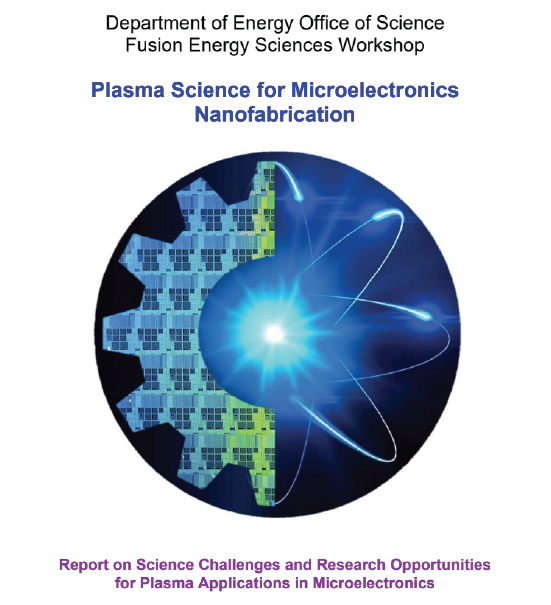 Department of Energy Office of Science
Fusion Energy Sciences Workshop
Plasma Science for Microelectronics
Nanofabrication
Report on Science Challenges and Research Opportunities
for Plasma Applications in Microelectronics